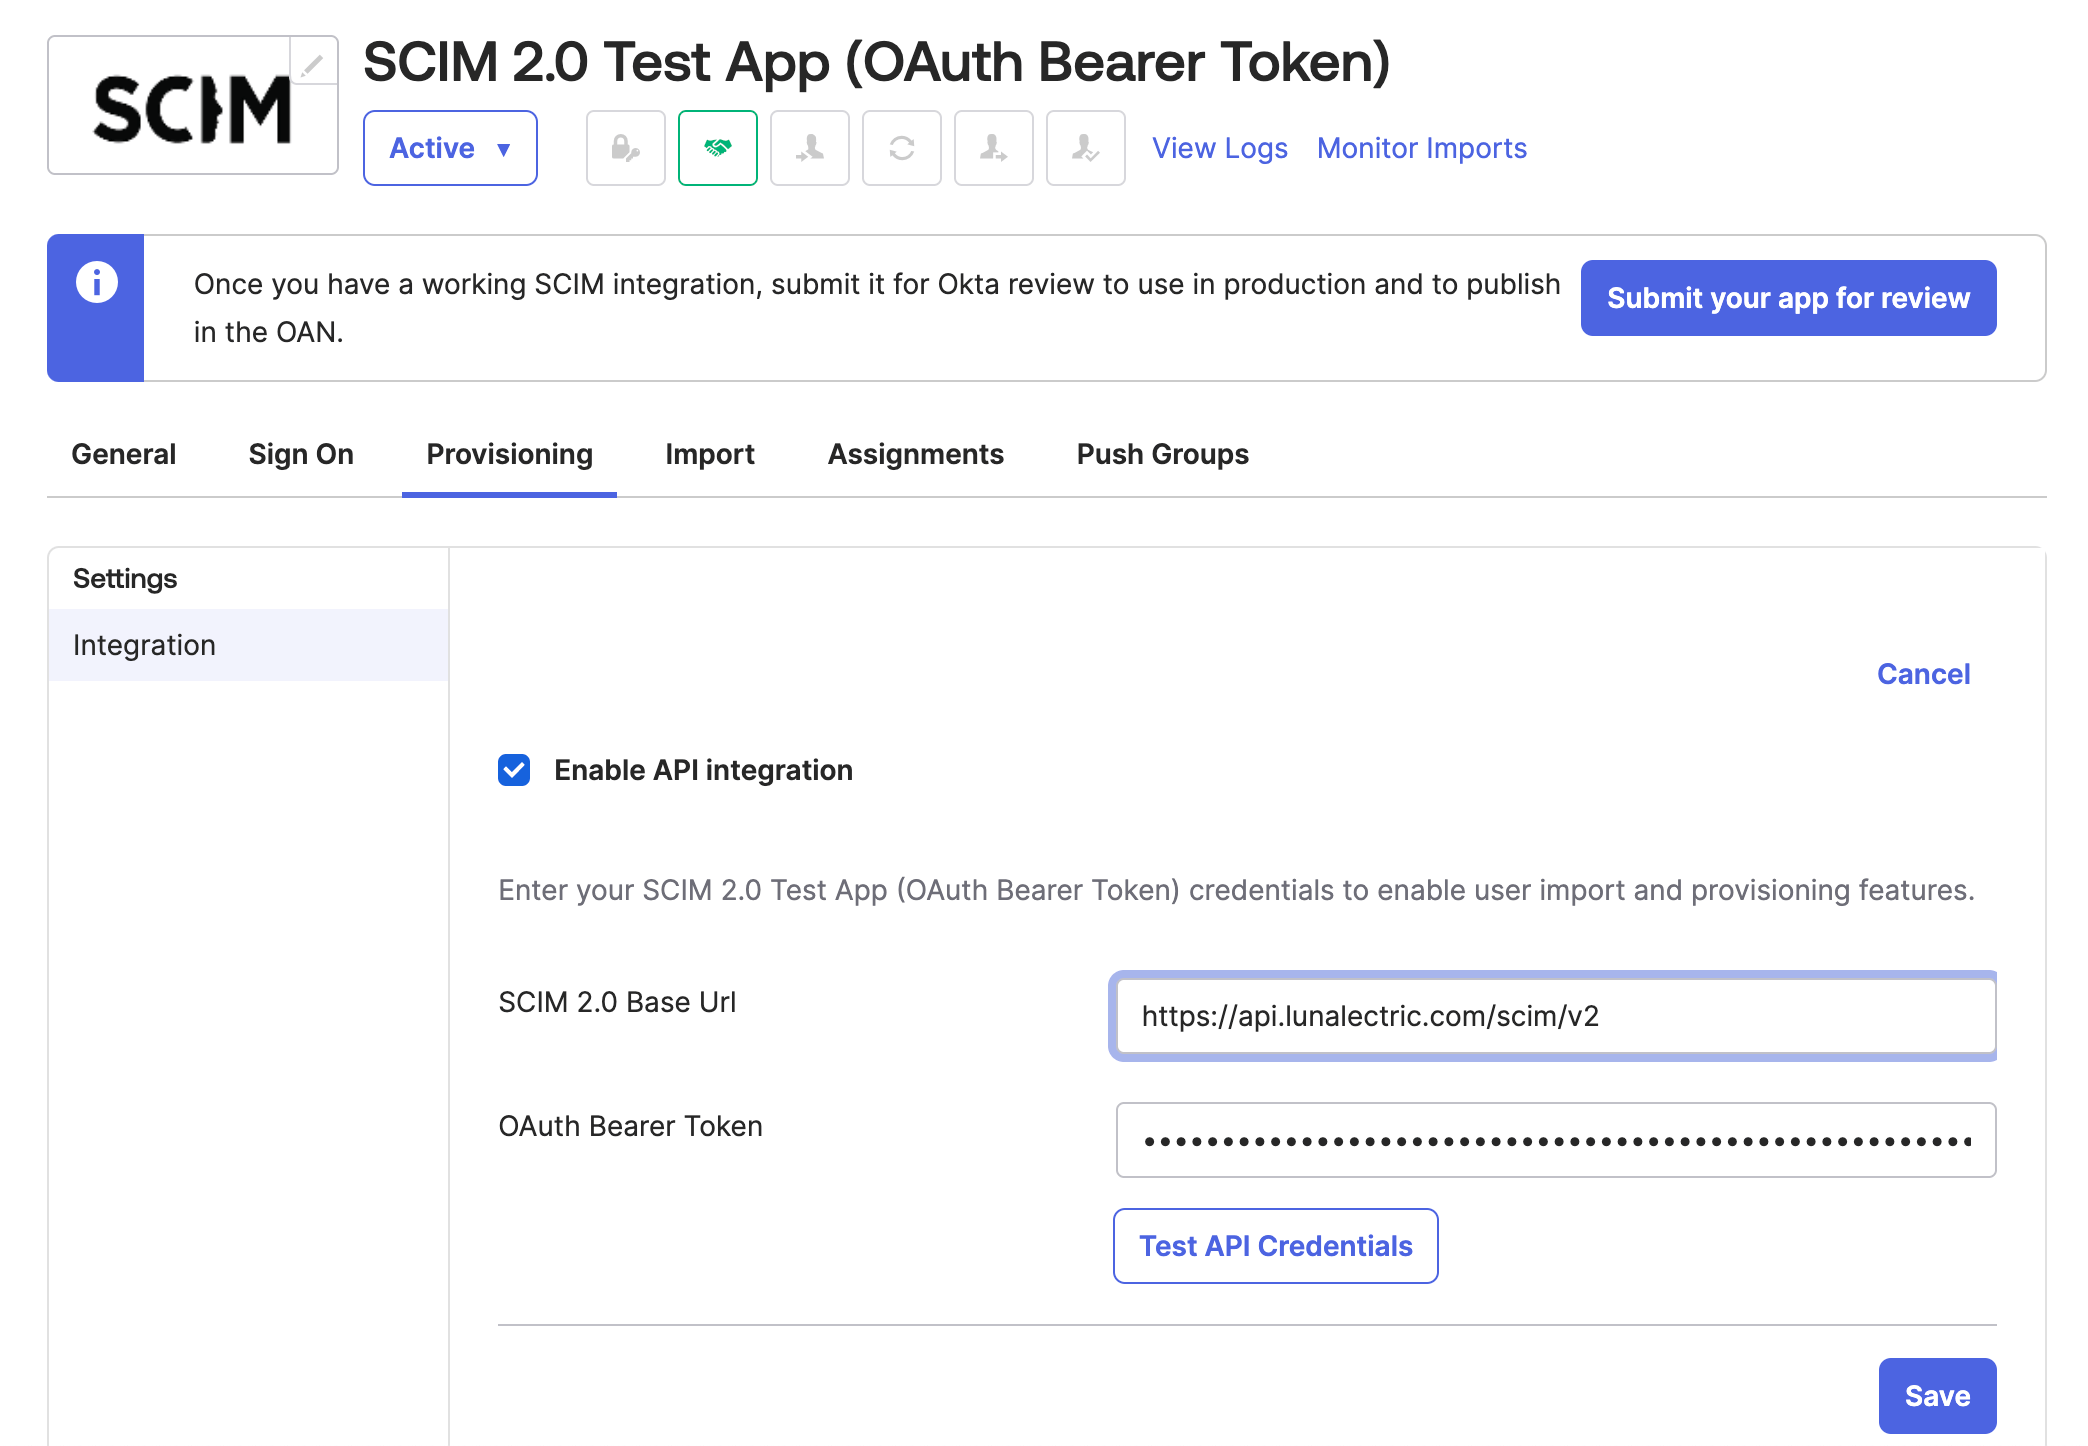 SCIM
SCIM 2.0 Test App (OAuth Bearer Token)
Active ▼
View Logs
Monitor Imports
Once you have a working SCIM integration, submit it for Okta review to use in production and to publish
in the OAN.
Submit your app for review
General
Sign On
Provisioning
Import
Assignments
Push Groups
Settings
Integration
Cancel
Enable API integration
Enter your SCIM 2.0 Test App (OAuth Bearer Token) credentials to enable user import and provisioning features.
SCIM 2.0 Base Url
https://api.lunalectric.com/scim/v2
OAuth Bearer Token
Test API Credentials
Save